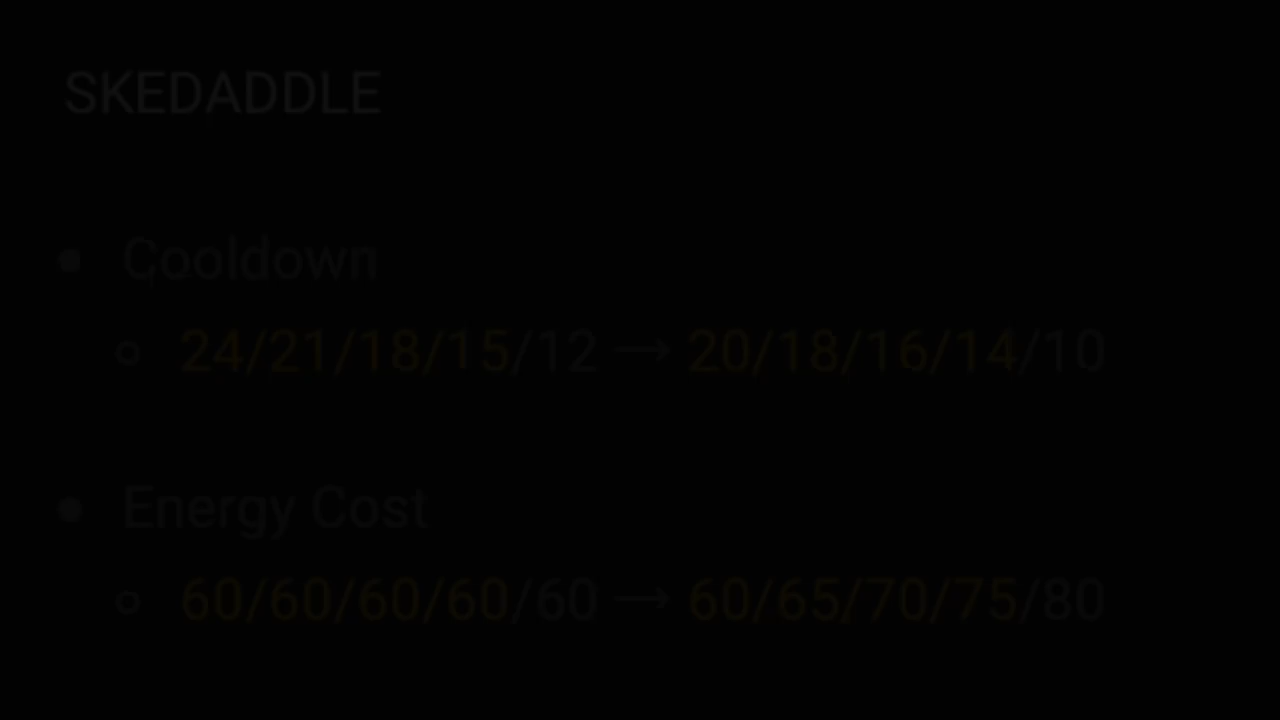 SKEDADDLE
• Cooldown
○ 24/21/18/15/12 → 20/18/16/14/10
• Energy Cost
○ 60/60/60/60/60 → 60/65/70/75/80